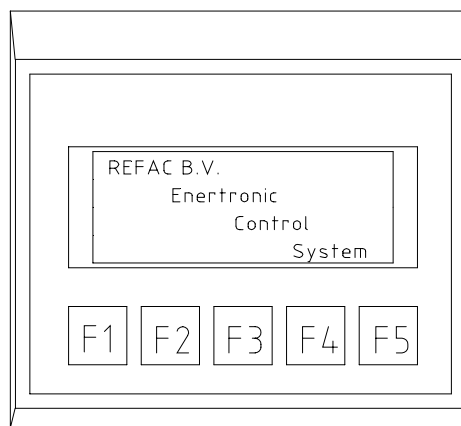 REFAC B.V.
Enertronic
Control
System
F1 F2 F3 F4 F5